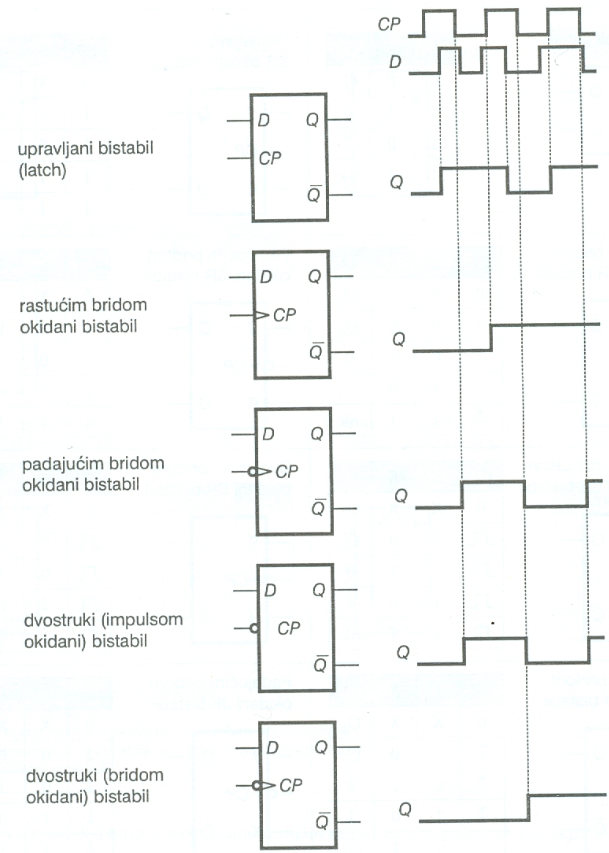 CP
D
upravljani bistabil
(latch)
D Q
CP
Q̅
Q
rastućim bridom
okidani bistabil
D Q
CP
Q̅
Q
padajućim bridom
okidani bistabil
D Q
CP
Q̅
Q
dvostruki (impulsom
okidani) bistabil
D Q
CP
Q̅
Q
dvostruki (bridom
okidani) bistabil
D Q
CP
Q̅
Q